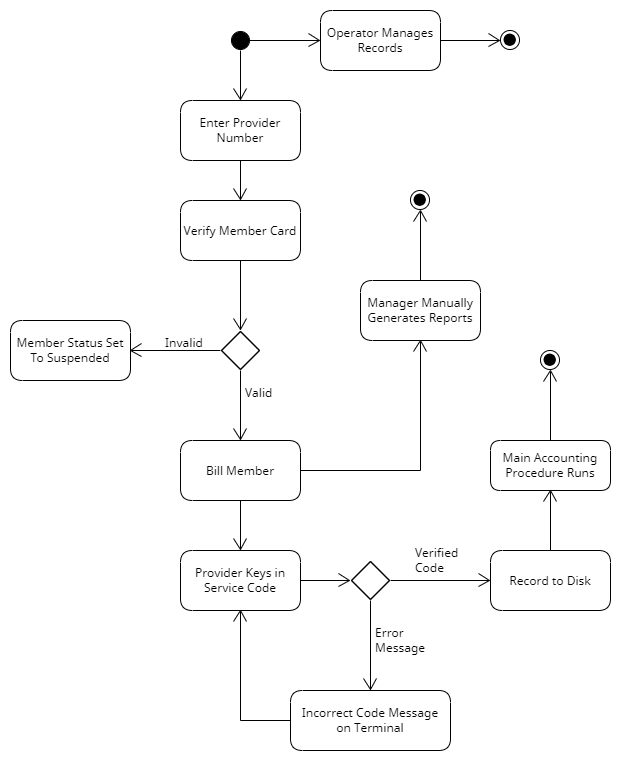 Operator Manages
Records
Enter Provider
Number
Verify Member Card
Manager Manually
Generates Reports
Member Status Set
To Suspended
Invalid
Valid
Bill Member
Main Accounting
Procedure Runs
Provider Keys in
Service Code
Verified
Code
Record to Disk
Error
Message
Incorrect Code Message
on Terminal